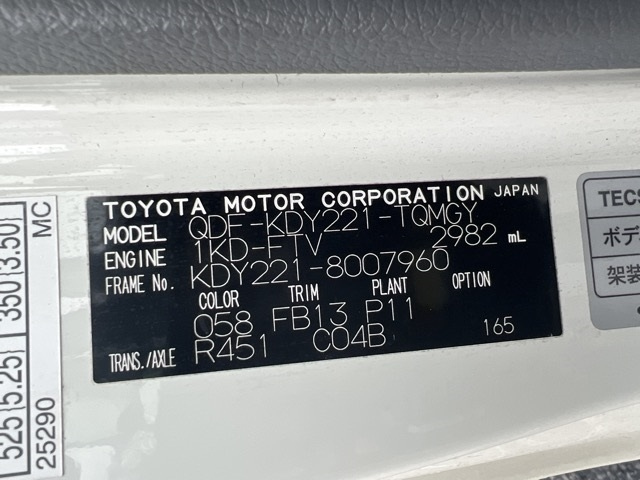 TOYOTA MOTOR CORPORATION JAPAN
MODEL QDF-KDY221-TQMGY
ENGINE 1KD-FTV 2982 mL
FRAME No. KDY221-8007960
COLOR TRIM PLANT OPTION
058 FB13 P11
TRANS./AXLE R451 C04B 165
525 5.25 350 3.50
25290 MC
TECS
ボデ
架装